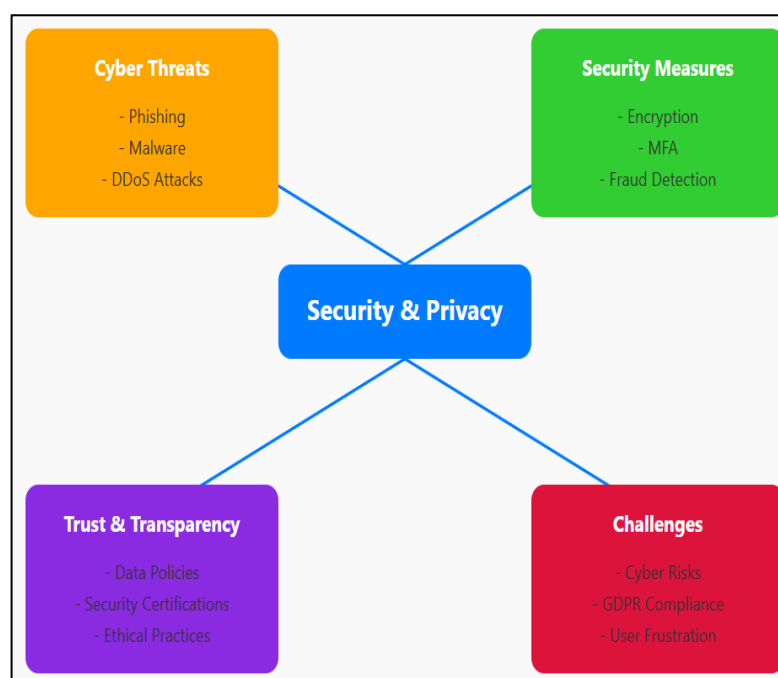 Cyber Threats
- Phishing
- Malware
- DDoS Attacks
Security Measures
- Encryption
- MFA
- Fraud Detection
Security & Privacy
Trust & Transparency
- Data Policies
- Security Certifications
- Ethical Practices
Challenges
- Cyber Risks
- GDPR Compliance
- User Frustration